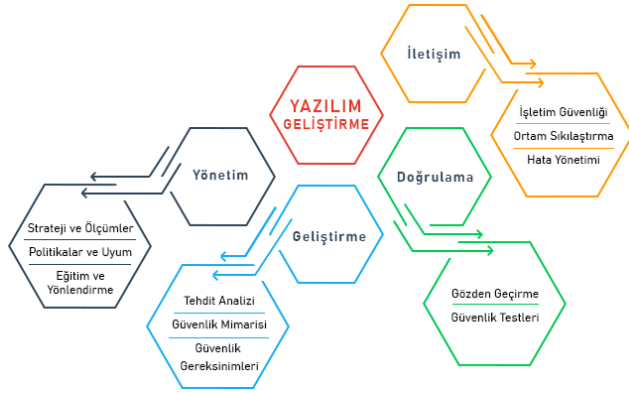 İletişim
İşletim Güvenliği
Ortam Sıkılaştırma
Hata Yönetimi
YAZILIM
GELİŞTİRME
Yönetim
Doğrulama
Strateji ve Ölçümler
Politikalar ve Uyum
Eğitim ve
Yönlendirme
Geliştirme
Tehdit Analizi
Güvenlik Mimarisi
Güvenlik
Gereksinimleri
Gözden Geçirme
Güvenlik Testleri